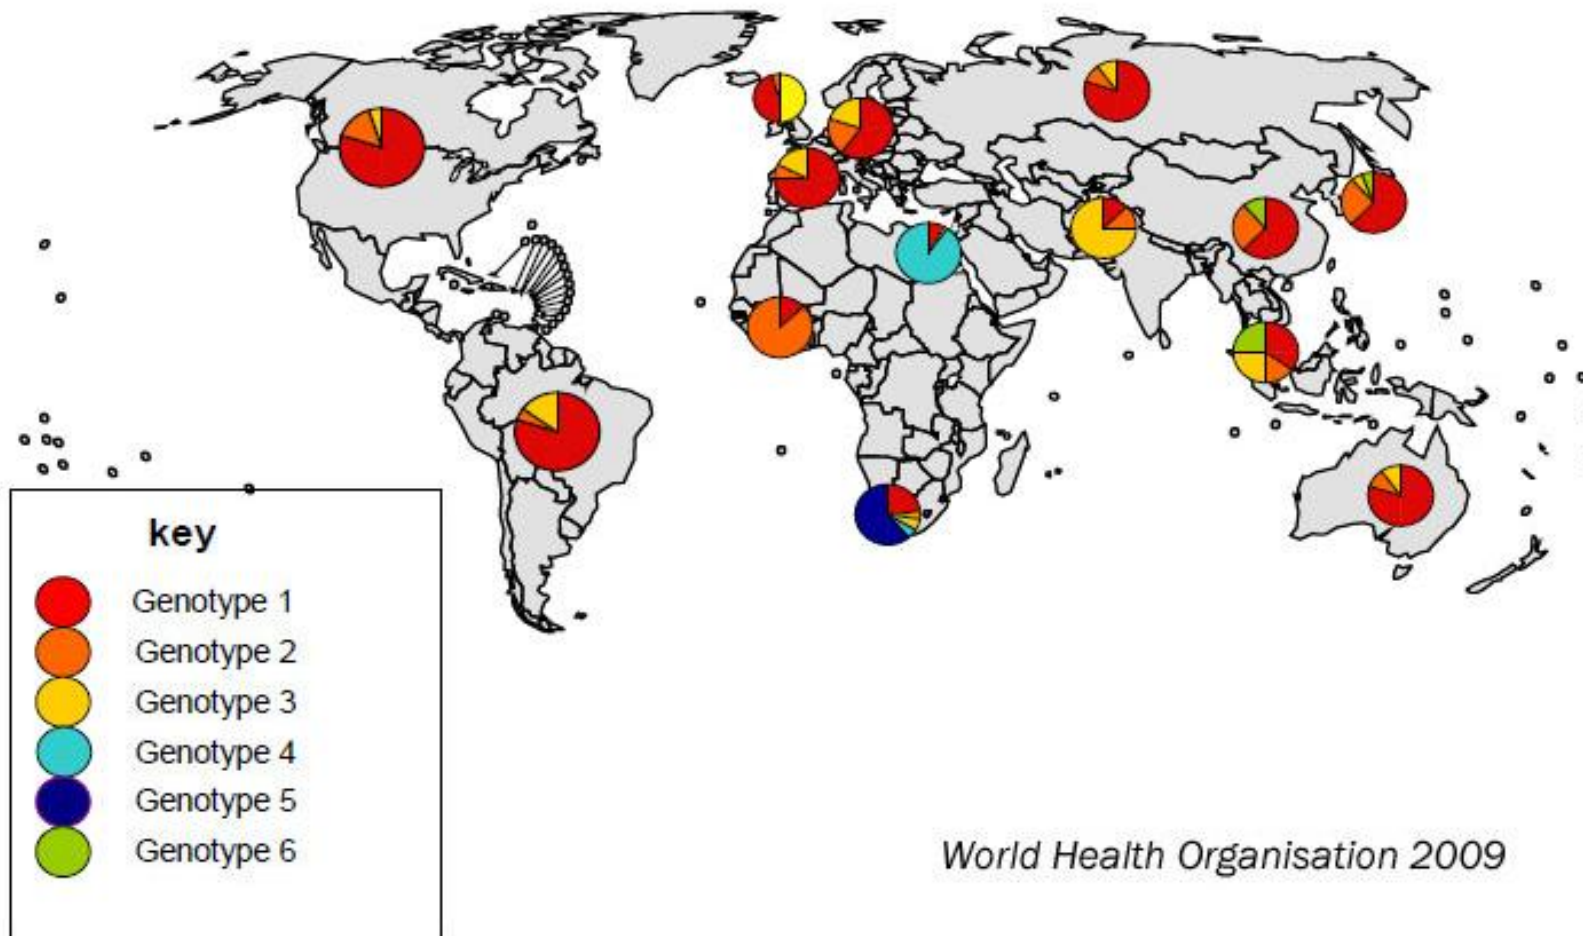 key
Genotype 1
Genotype 2
Genotype 3
Genotype 4
Genotype 5
Genotype 6
World Health Organisation 2009